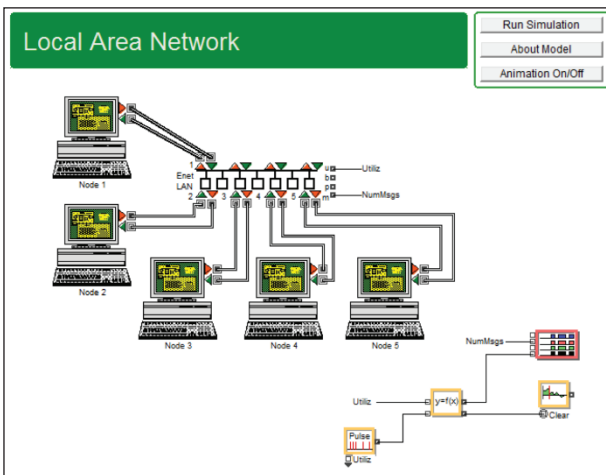 Local Area Network
Run Simulation
About Model
Animation On/Off
Node 1
1
Enet
LAN
2 3 4 5
u
b
p
m
Utiliz
NumMsgs
Node 2
Node 3
Node 4
Node 5
NumMsgs
Utiliz
y=f(x)
Clear
Pulse
Utiliz